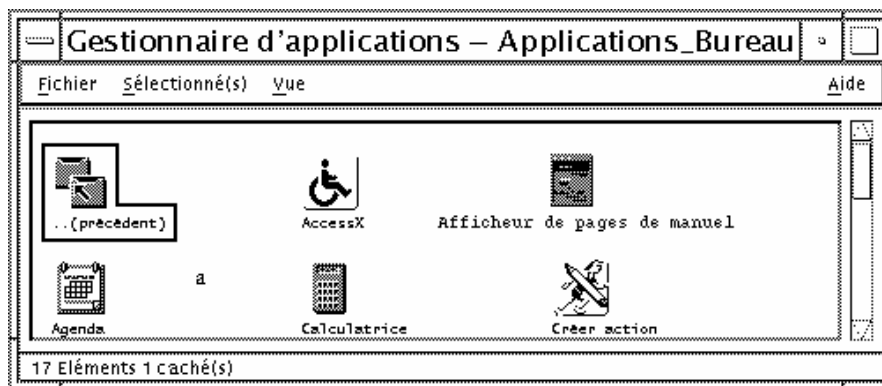 Gestionnaire d'applications – Applications_Bureau
Fichier Sélectionné(s) Vue Aide
..(précédent) AccessX Afficheur de pages de manuel
a
Agenda Calculatrice Créer action
17 Eléments 1 caché(s)